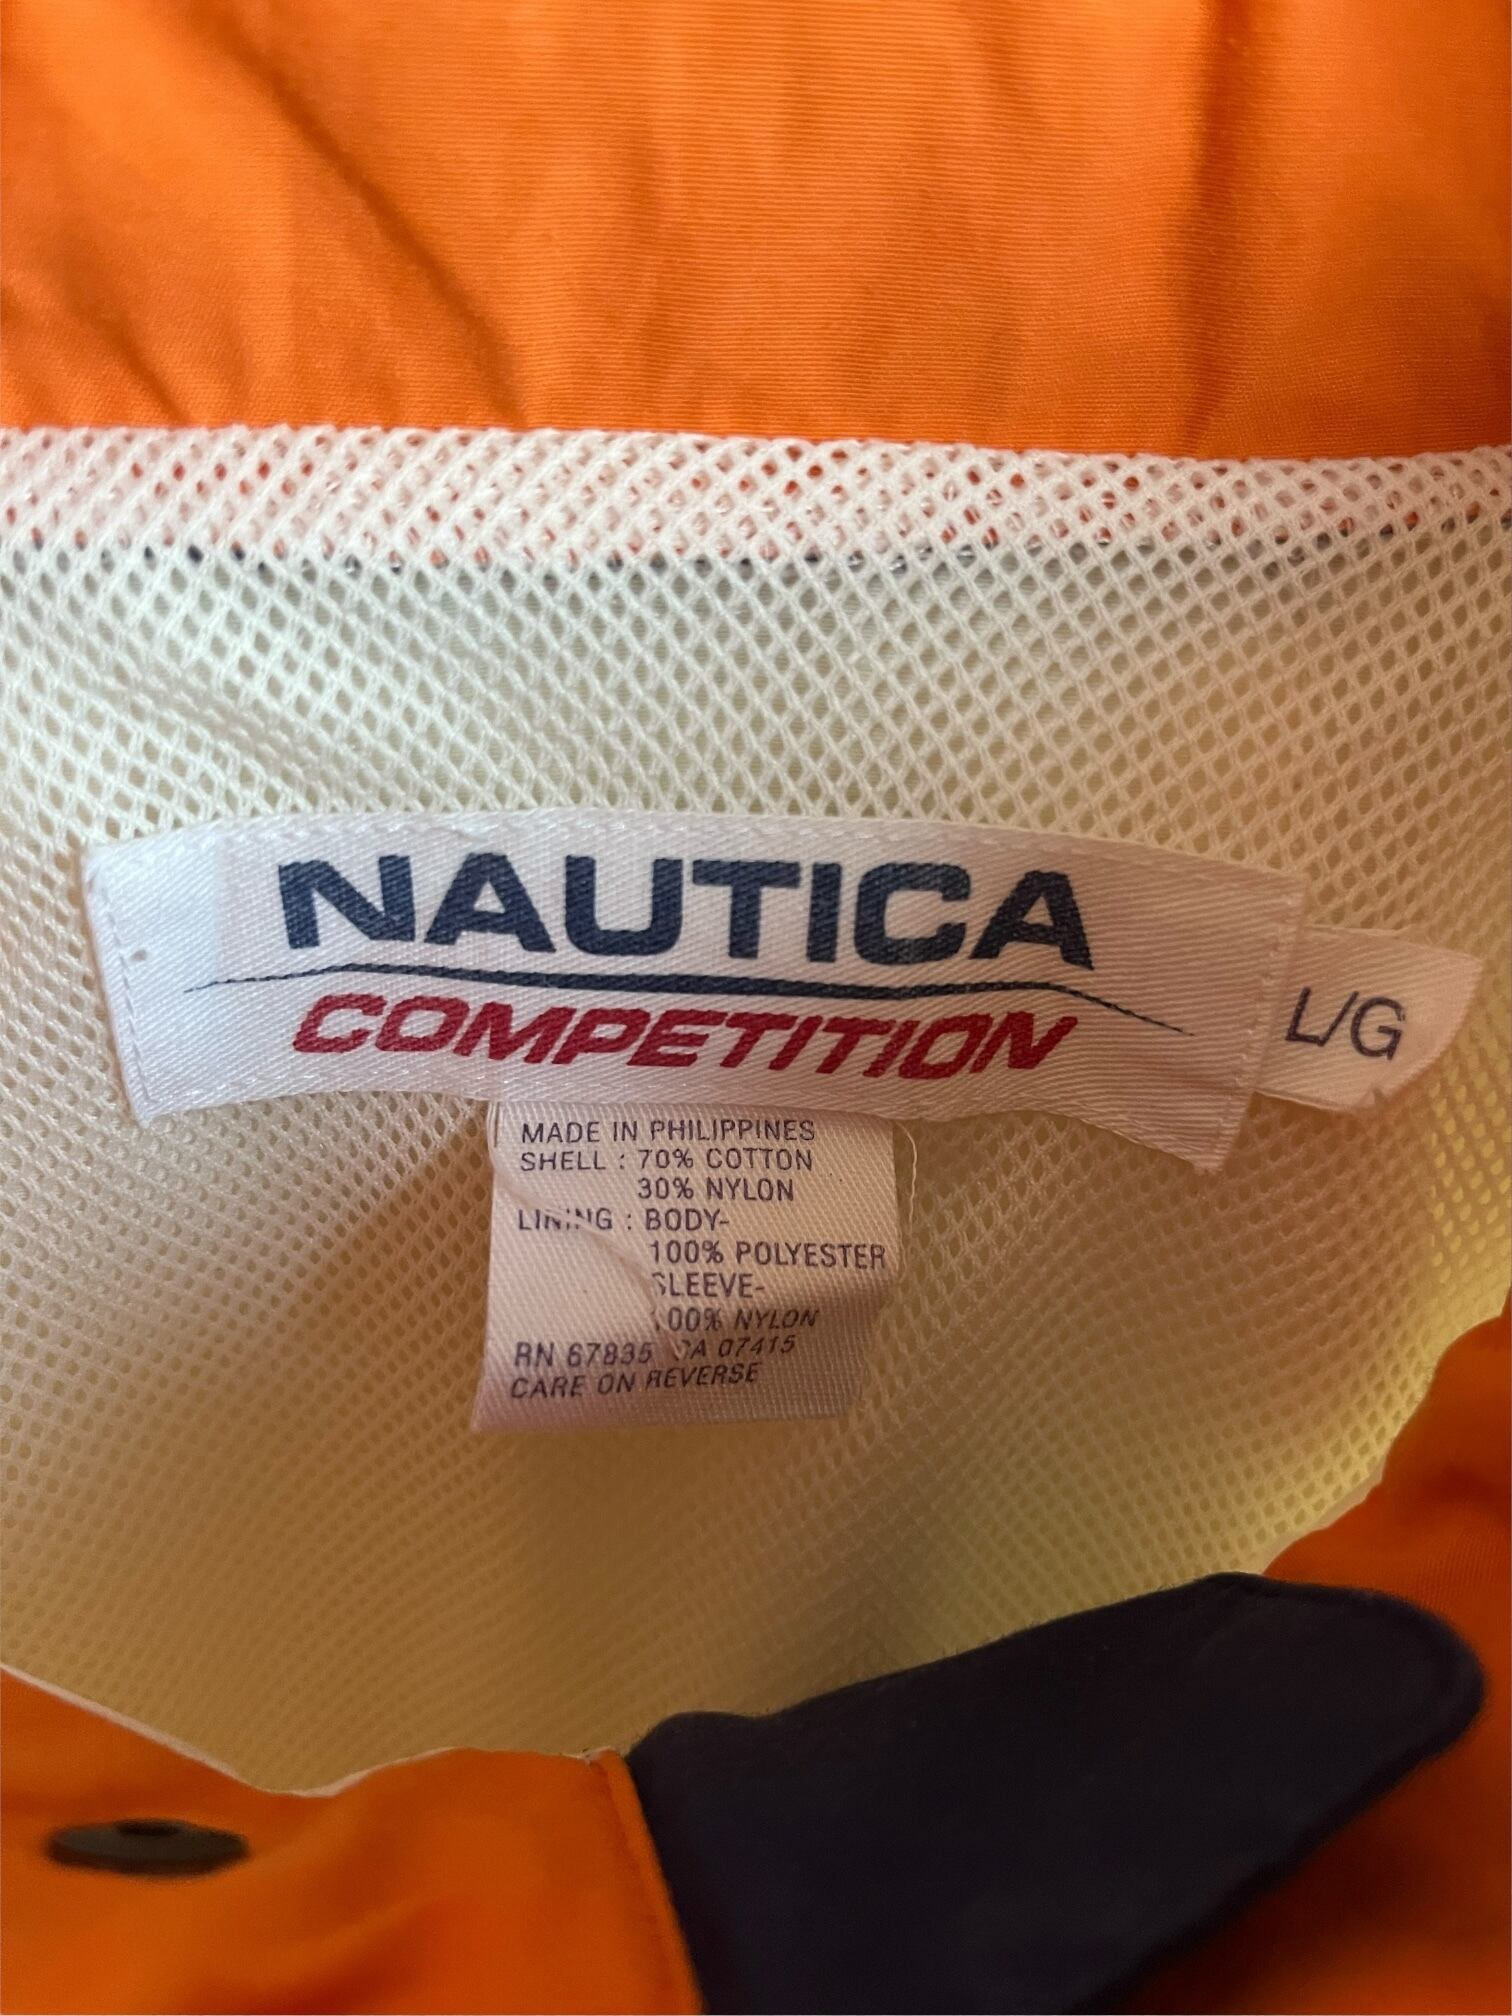 NAUTICA
COMPETITION
L/G
MADE IN PHILIPPINES
SHELL : 70% COTTON
30% NYLON
LINING : BODY-
100% POLYESTER
SLEEVE-
100% NYLON
RN 67835 CA 07415
CARE ON REVERSE